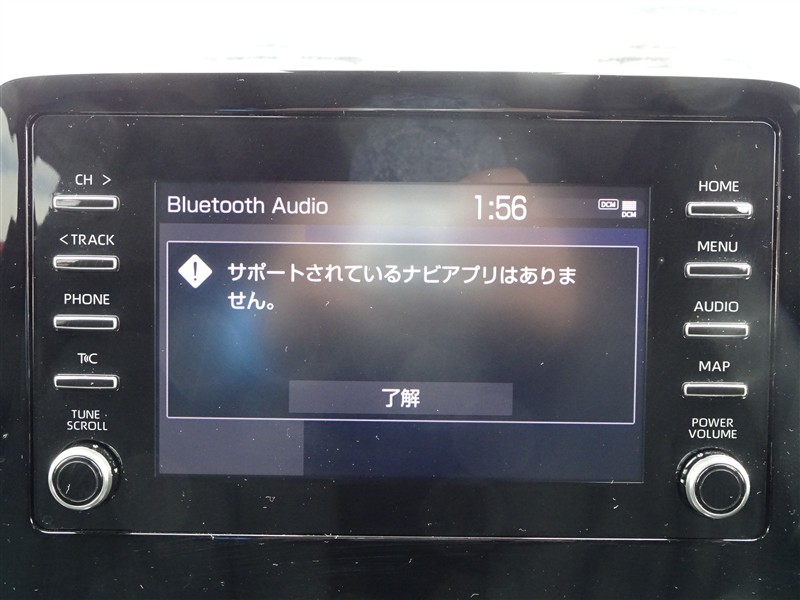 CH >
< TRACK
PHONE
TUNE ·
SCROLL
Bluetooth Audio
1:56
DCM
DCM
サポートされているナビアプリはありま
せん。
了解
HOME
MENU
AUDIO
MAP
POWER
VOLUME